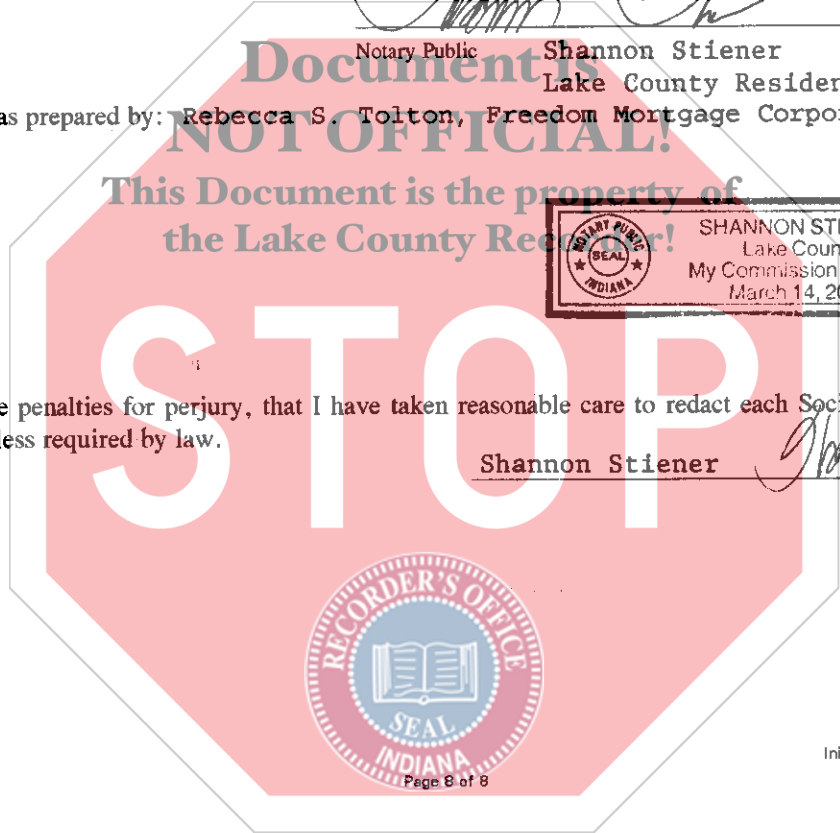 Document is
Notary Public Shannon Stiener
Lake County Residen
as prepared by: Rebecca S. Tolton, Freedom Mortgage Corpo
NOT OFFICIAL!
This Document is the property of
the Lake County Recorder!
SHANNON STI
Lake Coun
My Commission
March 14, 20
NOTARY PUBLIC
SEAL
INDIANA
STOP
e penalties for perjury, that I have taken reasonable care to redact each Soci
less required by law.
Shannon Stiener
RECORDER'S OFFICE
SEAL
INDIANA
Ini
Page 8 of 8